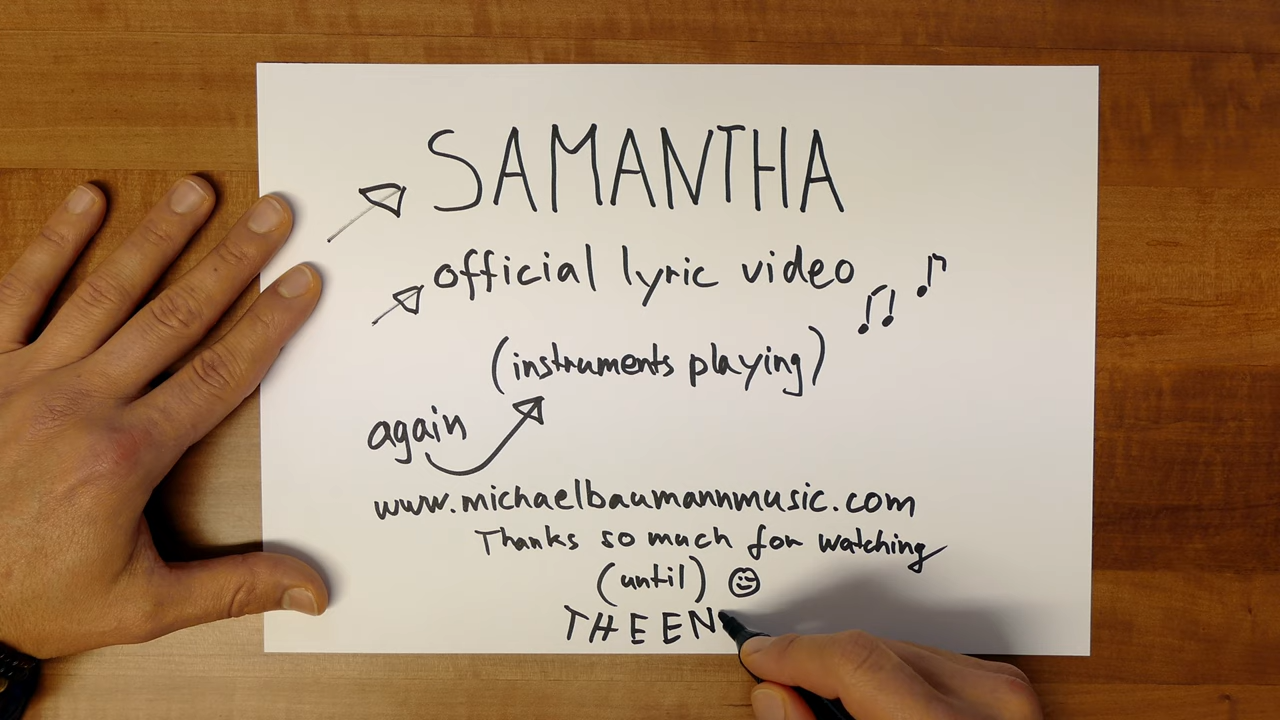 SAMANTHA
official lyric video
(instruments playing)
again
www.michaelbaumannmusic.com
Thanks so much for watching
(until)
THE EN